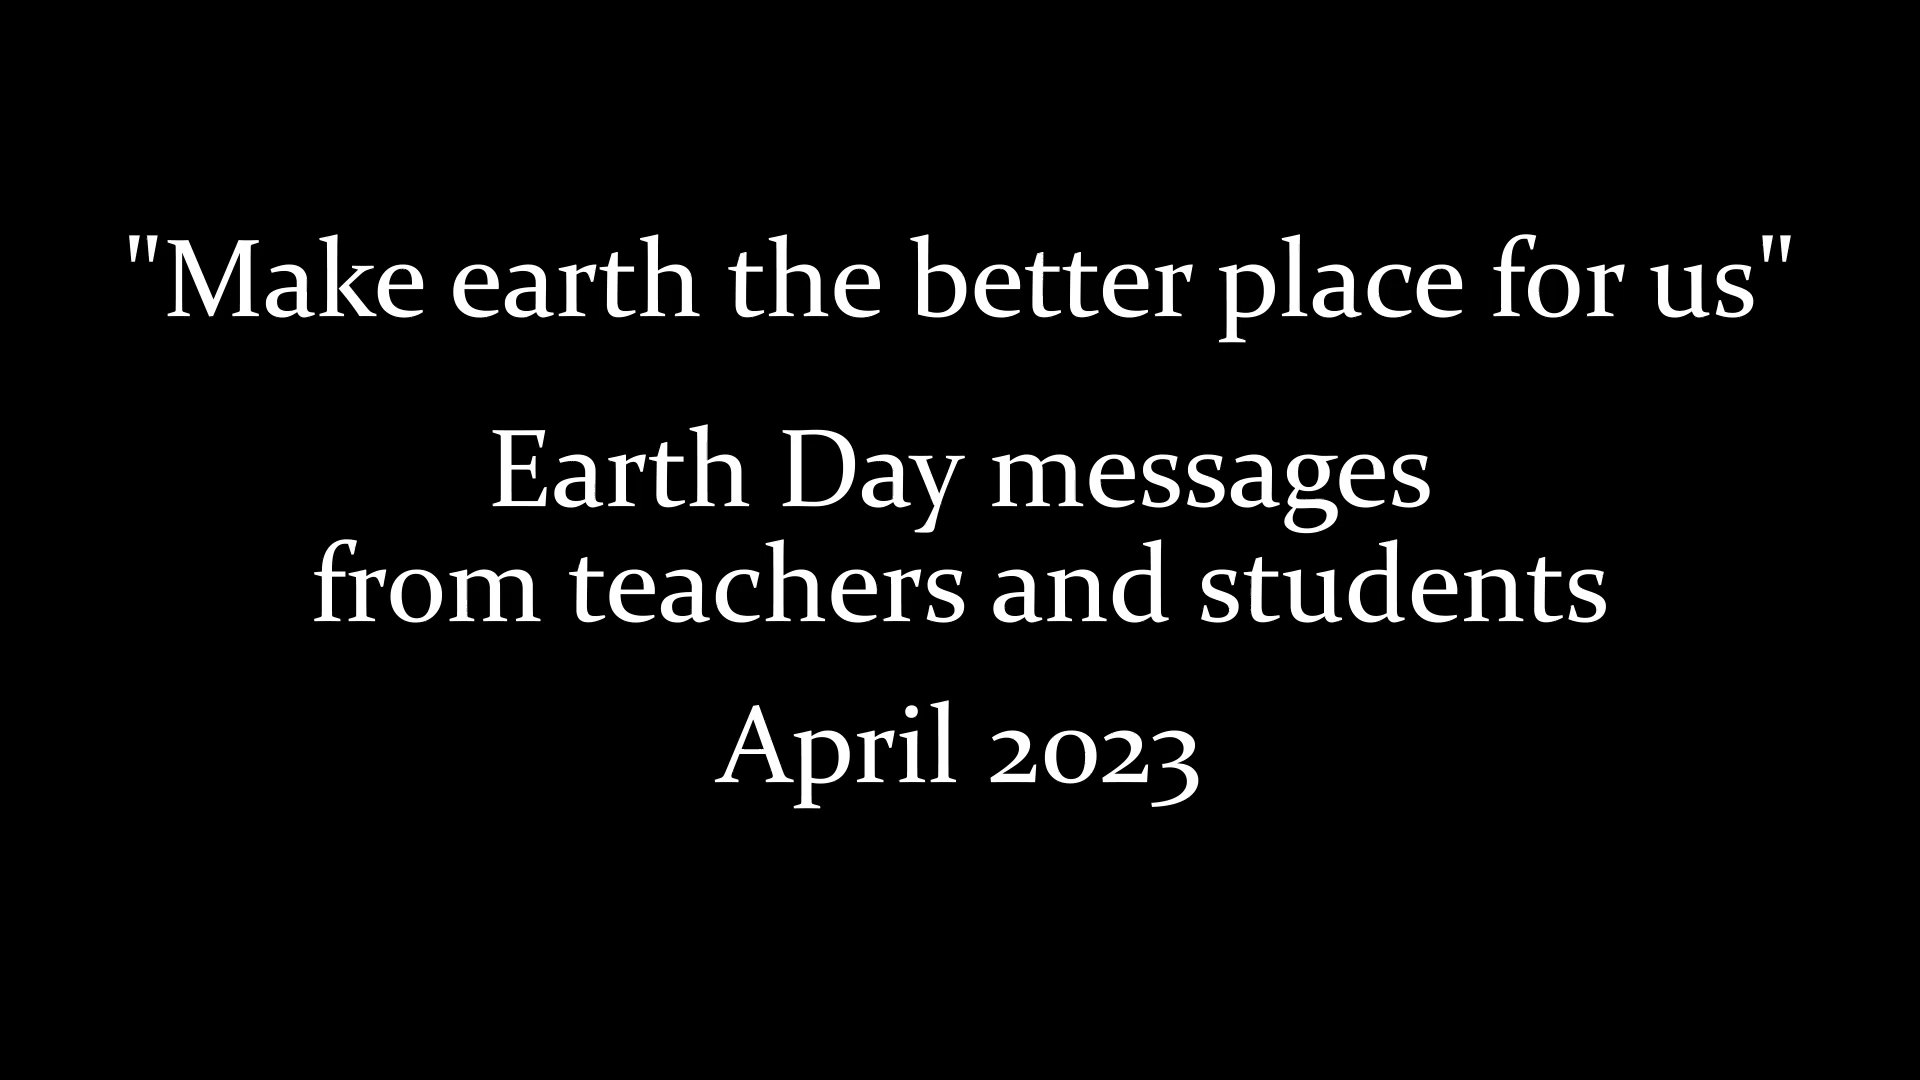 "Make earth the better place for us"
Earth Day messages
from teachers and students
April 2023